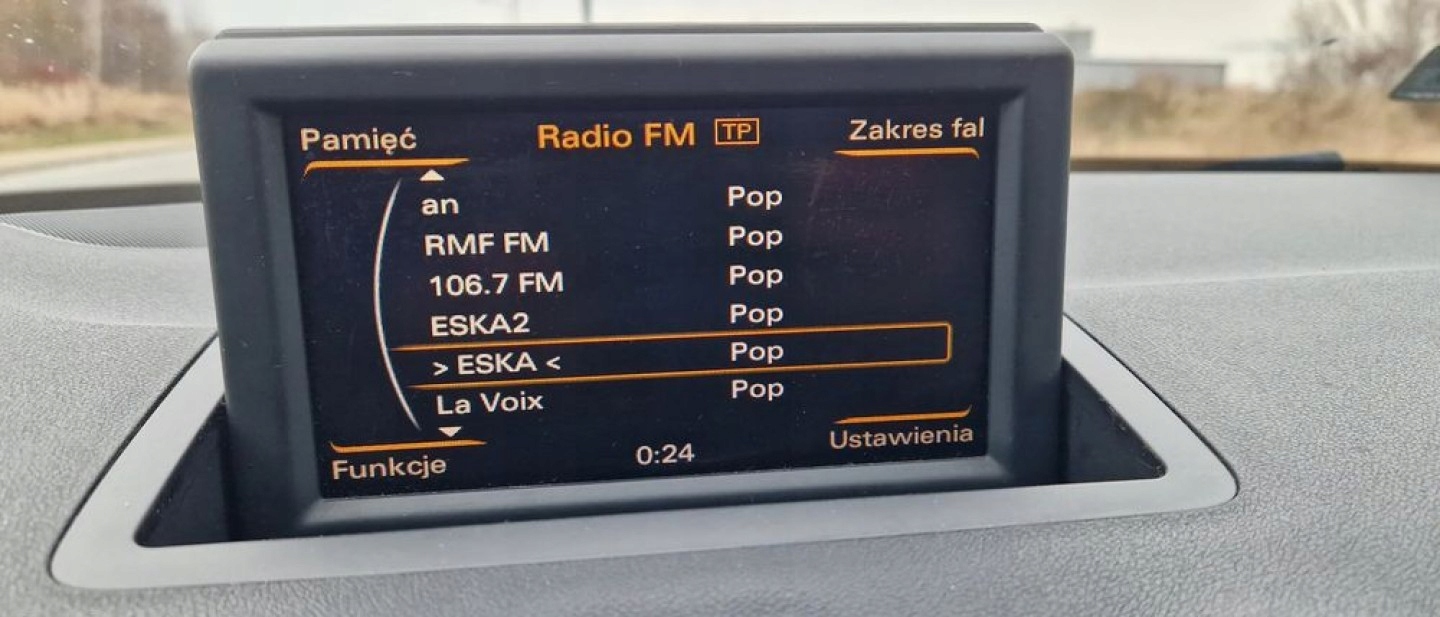 Pamięć Radio FM TP Zakres fal
an Pop
RMF FM Pop
106.7 FM Pop
ESKA2 Pop
> ESKA < Pop
La Voix Pop
Funkcje 0:24 Ustawienia